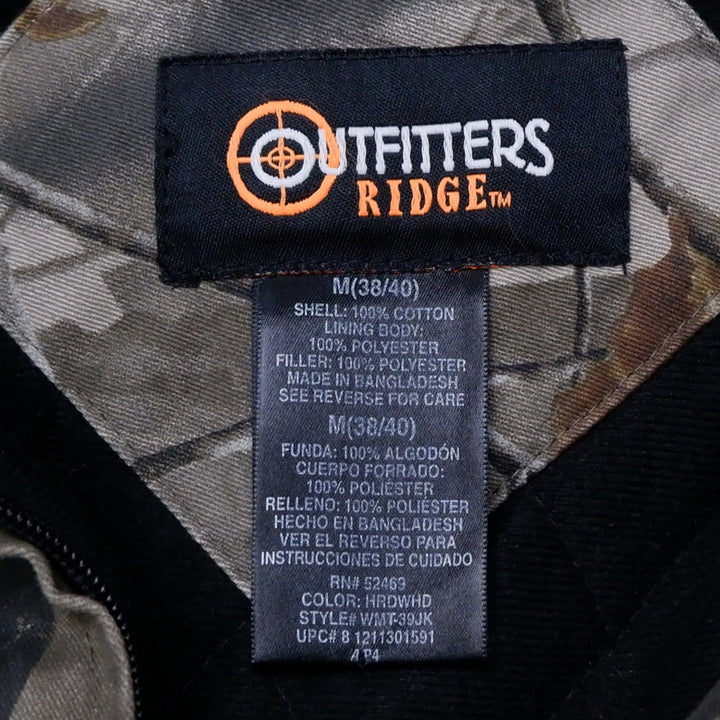 OUTFITTERS
RIDGE™
M(38/40)
SHELL: 100% COTTON
LINING BODY:
100% POLYESTER
FILLER: 100% POLYESTER
MADE IN BANGLADESH
SEE REVERSE FOR CARE
M(38/40)
FUNDA: 100% ALGODÓN
CUERPO FORRADO:
100% POLIÉSTER
RELLENO: 100% POLIÉSTER
HECHO EN BANGLADESH
VER EL REVERSO PARA
INSTRUCCIONES DE CUIDADO
RN# 52469
COLOR: HRDWHD
STYLE# WMT-39JK
UPC# 8 1211301591